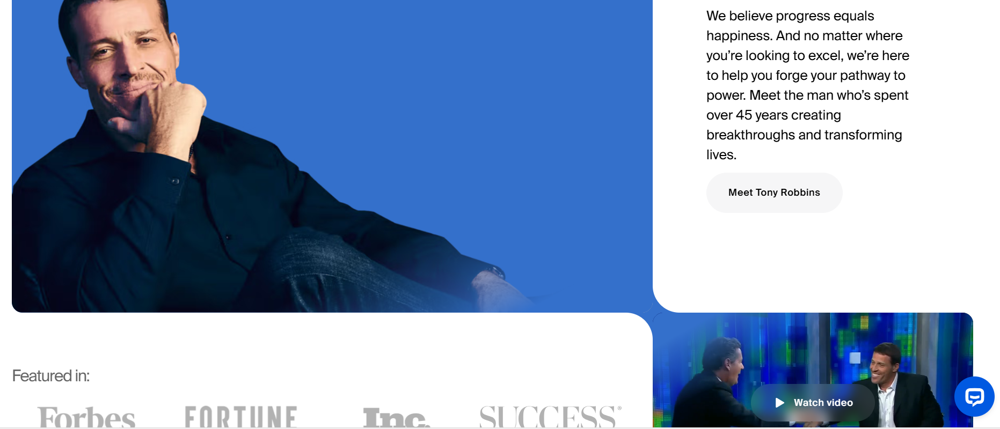 We believe progress equals
happiness. And no matter where
you’re looking to excel, we’re here
to help you forge your pathway to
power. Meet the man who’s spent
over 45 years creating
breakthroughs and transforming
lives.
Meet Tony Robbins
Featured in:
Forbes
FORTUNE
Inc.
SUCCESS®
Watch video